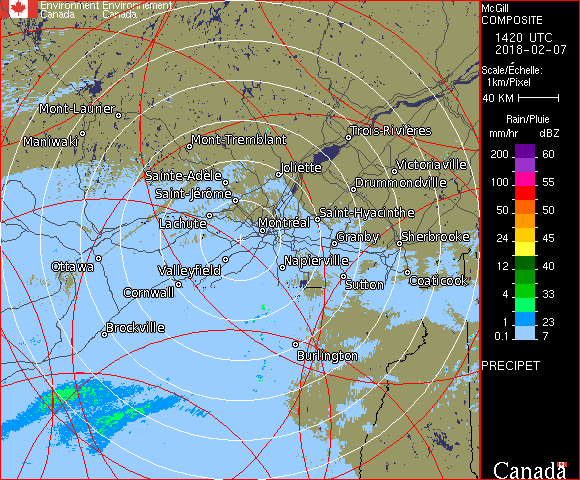 Environment Environnement
Canada Canada
McGill
COMPOSITE
1420 UTC
2018-02-07
Scale/Échelle:
1km/Pixel
40 KM
Rain/Pluie
mm/hr dBZ
200 60
100 55
50 50
24 45
12 40
4 33
1 23
0.1 7
PRECIPET
Canada
Mont-Laurier
Maniwaki
Mont-Tremblant
Trois-Rivières
Sainte-Adèle
Joliette
Victoriaville
Saint-Jérôme
Drummondville
Lachute
Montréal
Saint-Hyacinthe
Granby
Sherbrooke
Ottawa
Valleyfield
Napierville
Cornwall
Sutton
Coaticook
Brockville
Burlington